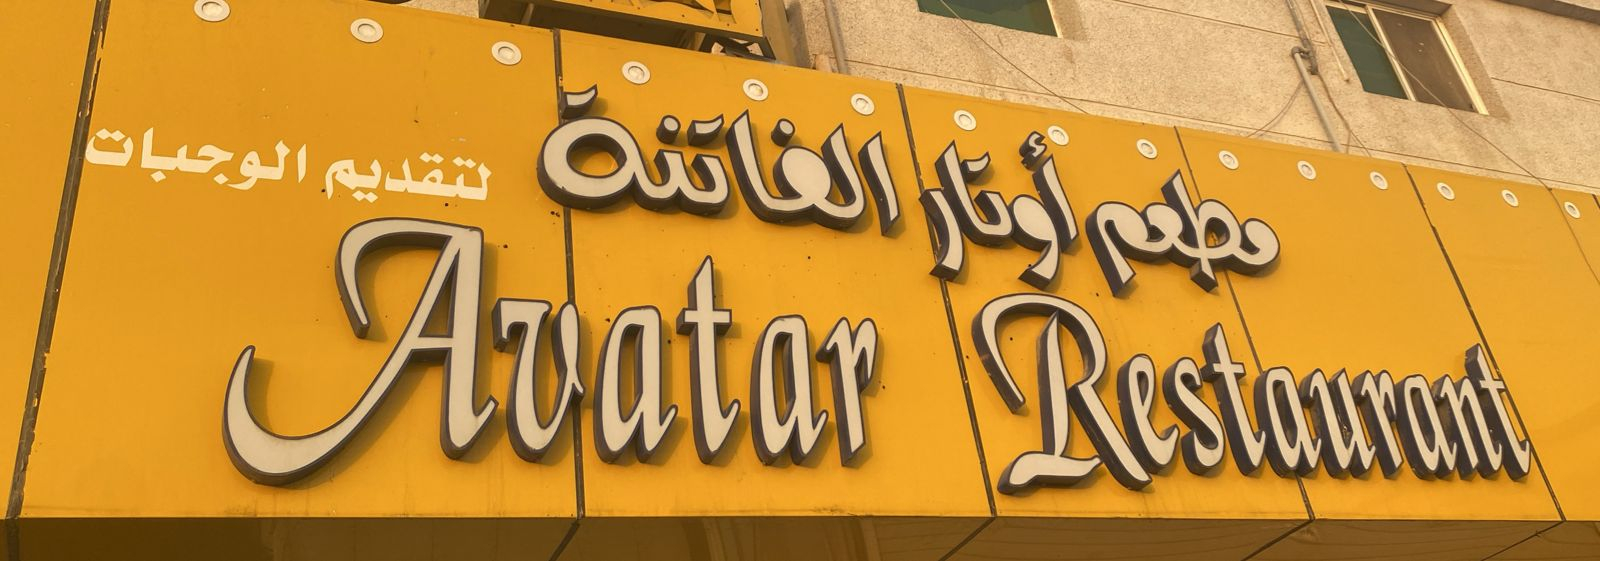 مطعم أوتار الفاتنة
لتقديم الوجبات
Avatar Restaurant